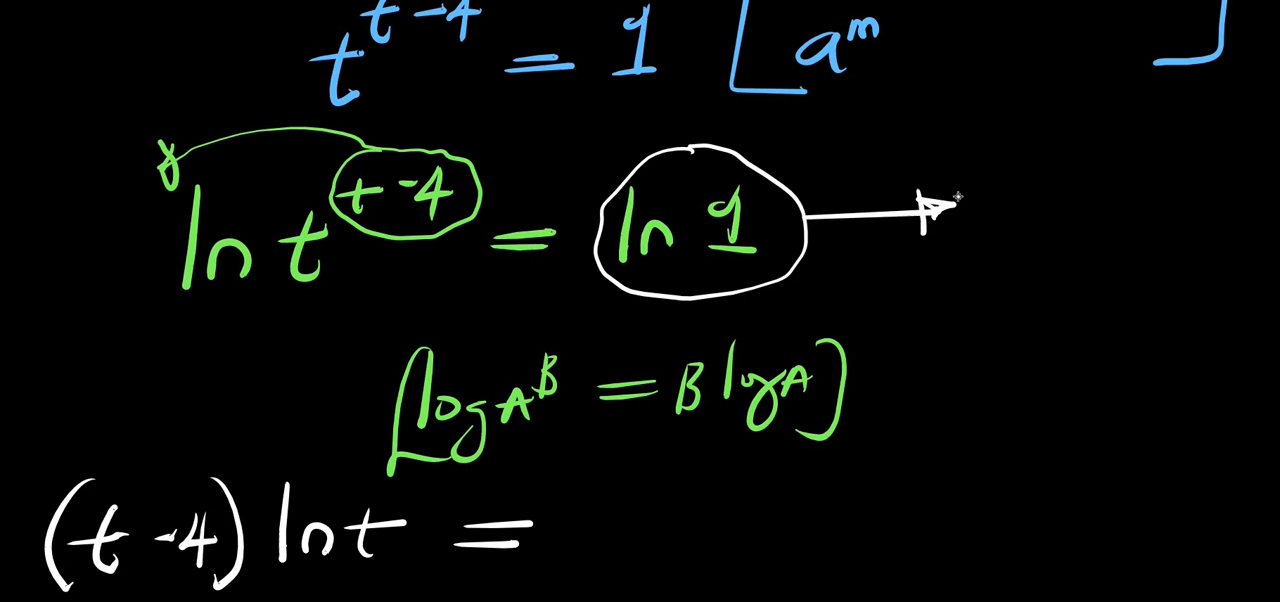 t^{t-4} = 1 [a^m ]
ln t^{t-4} = ln 1
[log A^B = B log A]
(t-4) ln t =